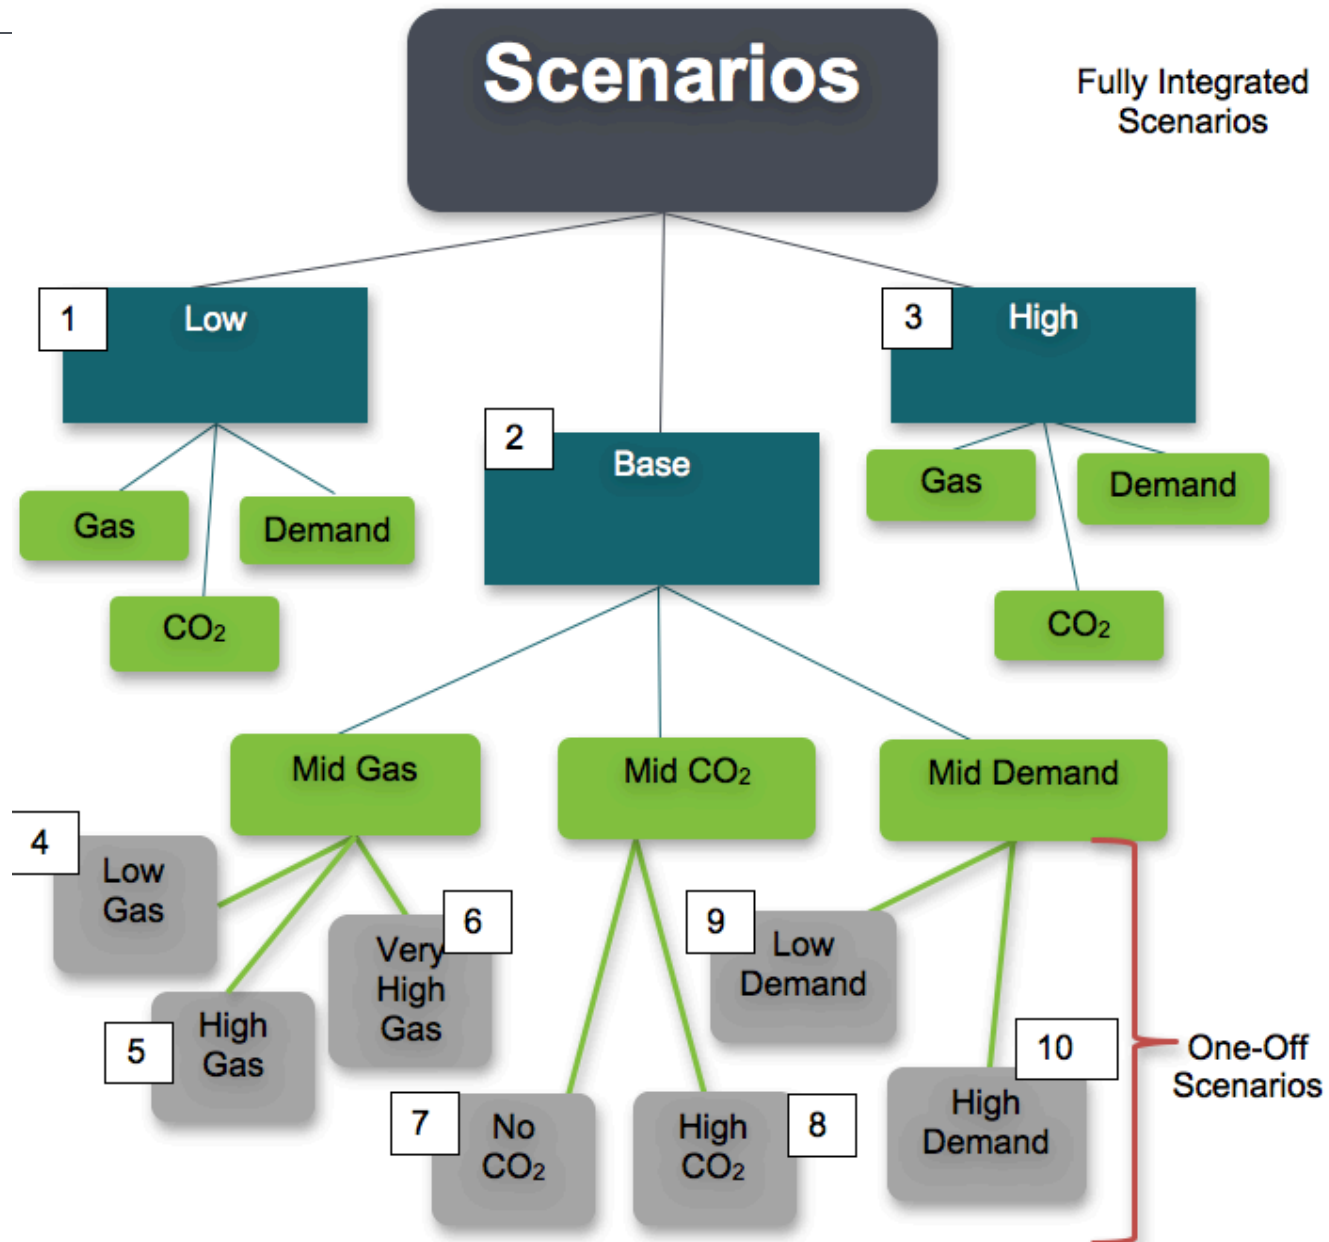 Scenarios
Fully Integrated
Scenarios
1
Low
3
High
2
Base
Gas
Demand
CO₂
Gas
Demand
CO₂
Mid Gas
Mid CO₂
Mid Demand
4
Low
Gas
5
High
Gas
6
Very
High
Gas
7
No
CO₂
High
CO₂
8
9
Low
Demand
10
High
Demand
One-Off
Scenarios